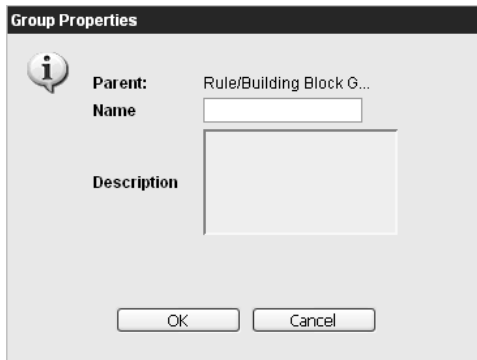 Group Properties
Parent: Rule/Building Block G...
Name
Description
OK Cancel